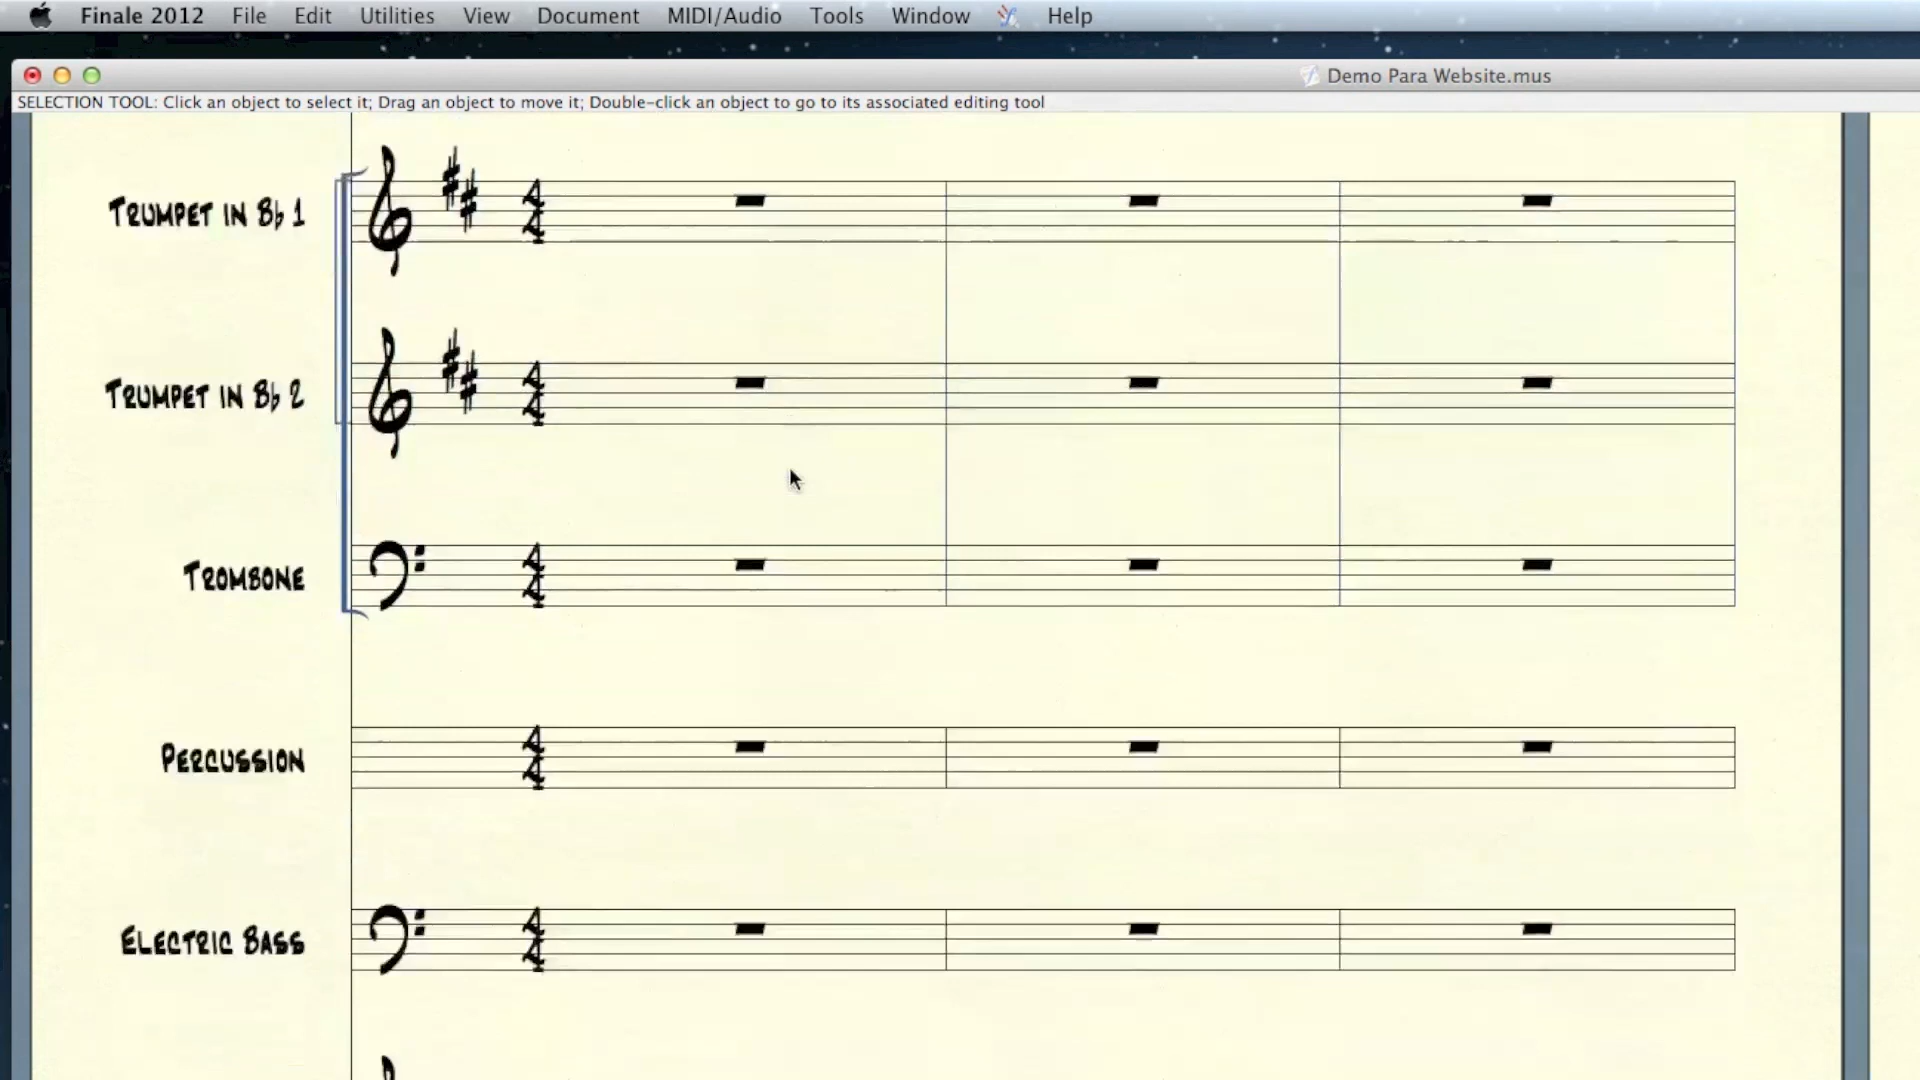 Finale 2012 File Edit Utilities View Document MIDI/Audio Tools Window Help
Demo Para Website.mus
SELECTION TOOL: Click an object to select it; Drag an object to move it; Double-click an object to go to its associated editing tool
TRUMPET IN B♭ 1
TRUMPET IN B♭ 2
TROMBONE
PERCUSSION
ELECTRIC BASS